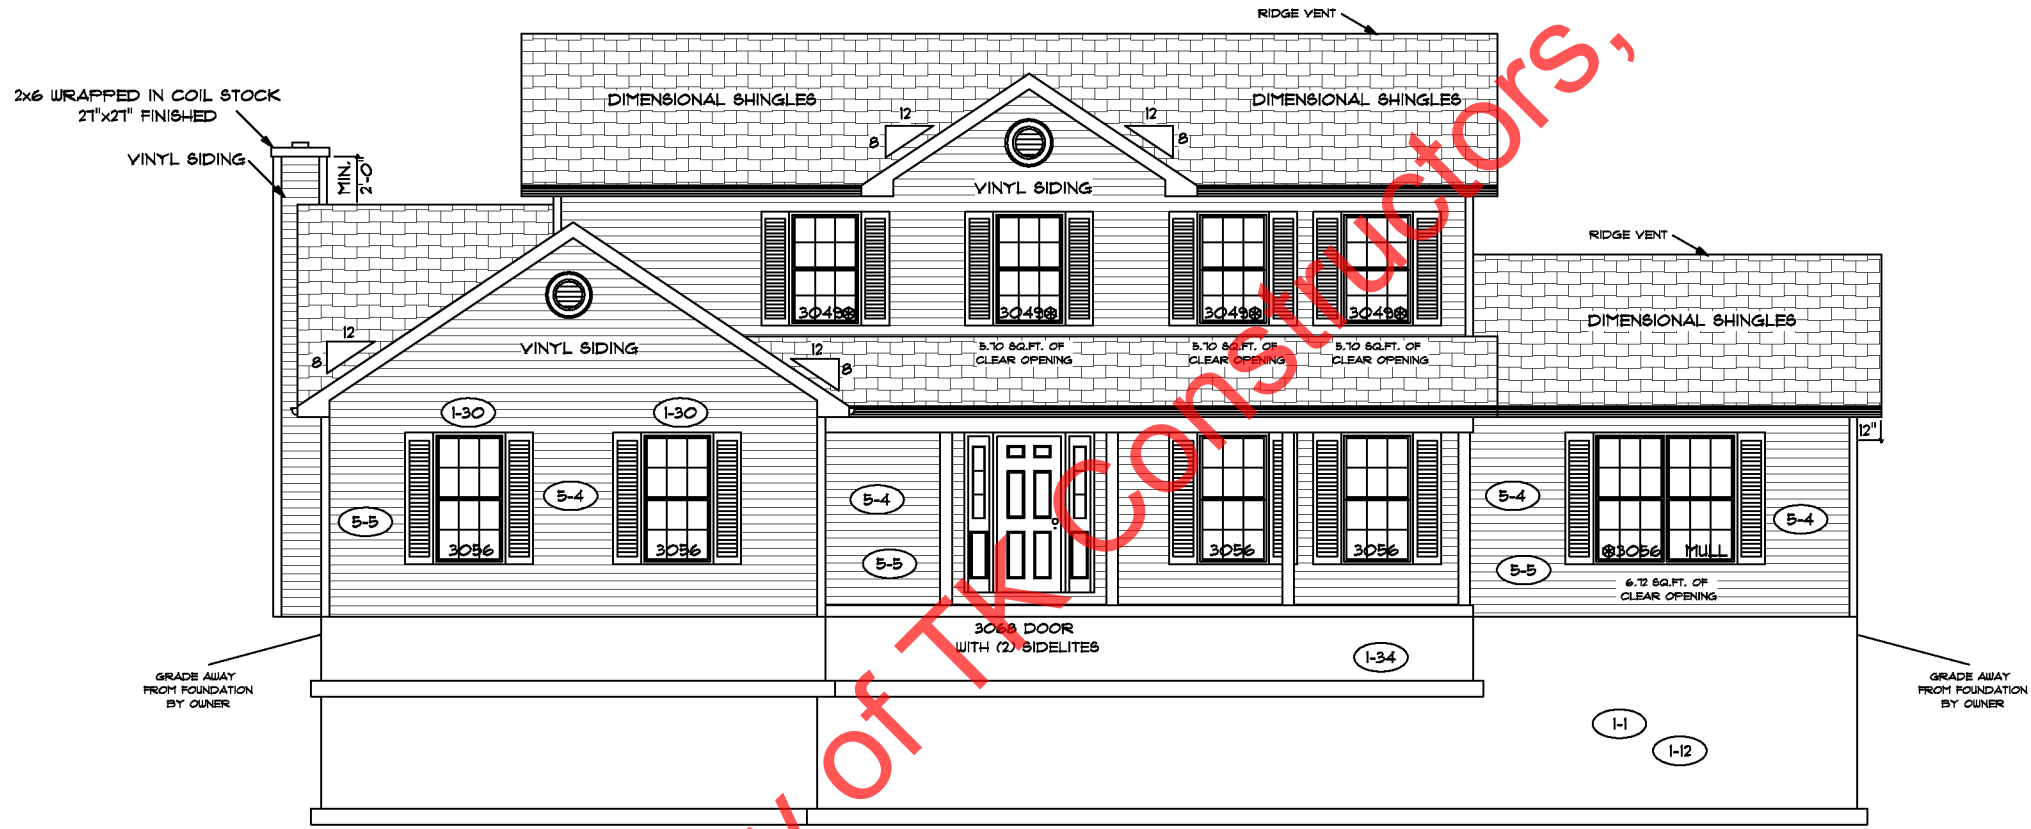 RIDGE VENT
2x6 WRAPPED IN COIL STOCK
27"x27" FINISHED
VINYL SIDING
MIN.
2'-0"
DIMENSIONAL SHINGLES
DIMENSIONAL SHINGLES
12
8
12
8
VINYL SIDING
RIDGE VENT
3049
3049
3049
3049
DIMENSIONAL SHINGLES
5.70 SQ.FT. OF
CLEAR OPENING
5.70 SQ.FT. OF
CLEAR OPENING
5.70 SQ.FT. OF
CLEAR OPENING
VINYL SIDING
12
8
12
8
1-30
1-30
12"
5-5
5-4
5-4
5-5
5-4
5-4
5-5
3056
3056
3056
3056
3056 MULL
6.72 SQ.FT. OF
CLEAR OPENING
3068 DOOR
WITH (2) SIDELITES
1-34
GRADE AWAY
FROM FOUNDATION
BY OWNER
GRADE AWAY
FROM FOUNDATION
BY OWNER
1-1
1-12
of TK Constructors,